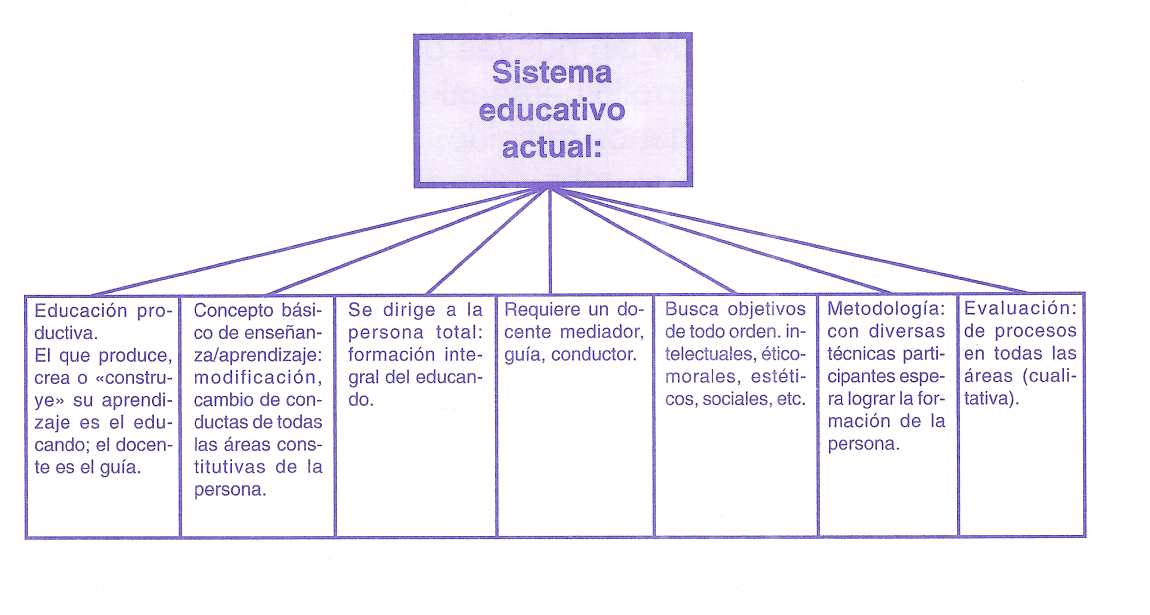 Sistema
educativo
actual:
Educación pro-
ductiva.
El que produce,
crea o «constru-
ye» su aprendi-
zaje es el edu-
cando; el docen-
te es el guía.
Concepto bási-
co de enseñan-
za/aprendizaje:
modificación,
cambio de con-
ductas de todas
las áreas cons-
titutivas de la
persona.
Se dirige a la
persona total:
formación inte-
gral del educan-
do.
Requiere un do-
cente mediador,
guía, conductor.
Busca objetivos
de todo orden. in-
telectuales, ético-
morales, estéti-
cos, sociales, etc.
Metodología:
con diversas
técnicas parti-
cipantes espe-
ra lograr la for-
mación de la
persona.
Evaluación:
de procesos
en todas las
áreas (cuali-
tativa).